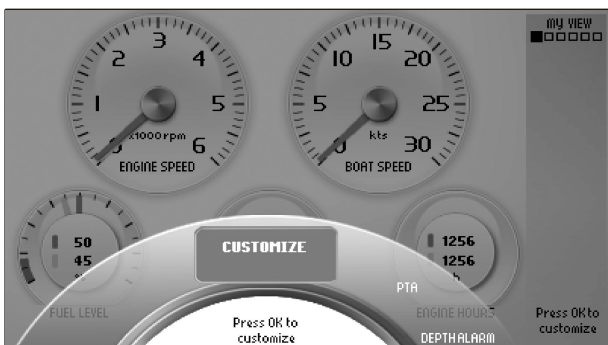 MY VIEW
0 1 2 3 4 5 6
x1000 rpm
ENGINE SPEED
0 5 10 15 20 25 30
kts
BOAT SPEED
50
45
FUEL LEVEL
1256
1256
h
ENGINE HOURS
CUSTOMIZE
PTA
DEPTH ALARM
Press OK to
customize
Press OK to
customize